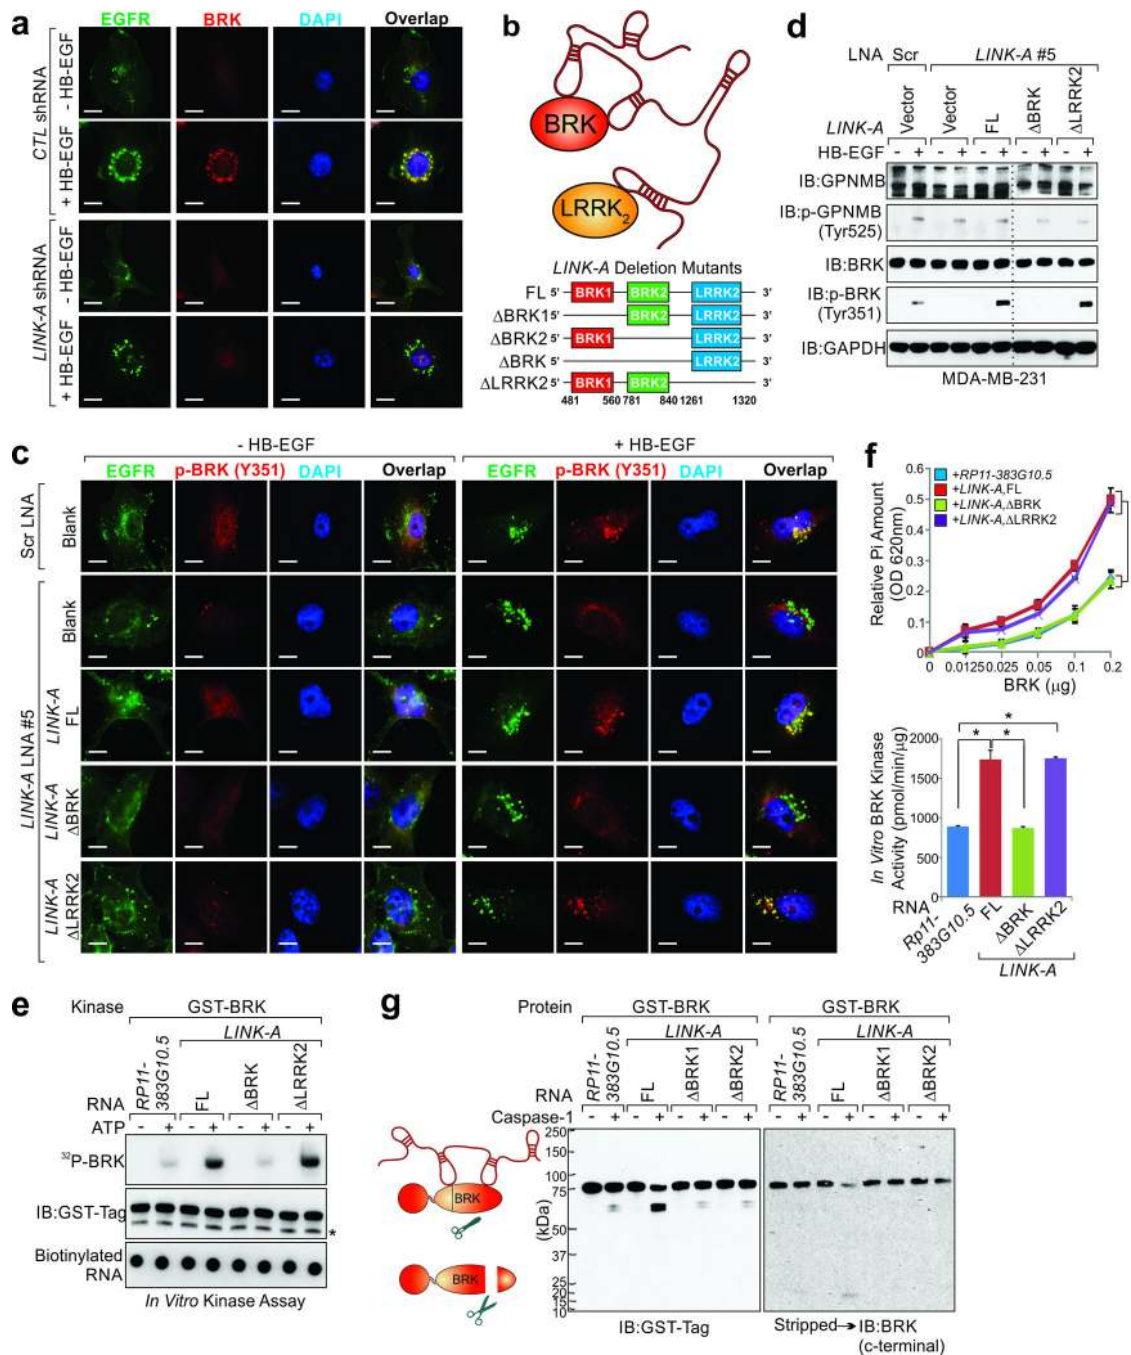 a
EGFR BRK DAPI Overlap
CTL shRNA
- HB-EGF
+ HB-EGF
LINK-A shRNA
- HB-EGF
+ HB-EGF
b
BRK
LRRK2
LINK-A Deletion Mutants
FL 5' BRK1 BRK2 LRRK2 3'
ΔBRK1 5' BRK2 LRRK2 3'
ΔBRK2 5' BRK1 LRRK2 3'
ΔBRK 5' LRRK2 3'
ΔLRRK2 5' BRK1 BRK2 3'
481 560 781 840 1261 1320
d
LNA Scr LINK-A #5
LINK-A Vector Vector FL ΔBRK ΔLRRK2
HB-EGF - + - + - + - + - +
IB:GPNMB
IB:p-GPNMB
(Tyr525)
IB:BRK
IB:p-BRK
(Tyr351)
IB:GAPDH
MDA-MB-231
c
- HB-EGF + HB-EGF
EGFR p-BRK (Y351) DAPI Overlap EGFR p-BRK (Y351) DAPI Overlap
Scr LNA
Blank
LINK-A LNA #5
Blank
LINK-A
FL
LINK-A
ΔBRK
LINK-A
ΔLRRK2
f
Relative Pi Amount
(OD 620nm)
0.6
0.5
0.4
0.3
0.2
0.1
0
+RP11-383G10.5
+LINK-A,FL
+LINK-A,ΔBRK
+LINK-A,ΔLRRK2
*
0 0.0125 0.025 0.05 0.1 0.2
BRK (µg)
In Vitro BRK Kinase
Activity (pmol/min/µg)
2000
1500
1000
500
0
*
* *
RNA Rp11-383G10.5 FL ΔBRK ΔLRRK2
LINK-A
e
Kinase GST-BRK
LINK-A
RNA RP11-383G10.5 FL ΔBRK ΔLRRK2
ATP - + - + - + - +
32P-BRK
IB:GST-Tag
*
Biotinylated
RNA
In Vitro Kinase Assay
g
Protein GST-BRK GST-BRK
LINK-A LINK-A
RNA RP11-383G10.5 FL ΔBRK1 ΔBRK2 RP11-383G10.5 FL ΔBRK1 ΔBRK2
Caspase-1 - + - + - + - + - + - + - + - +
(kDa)
250
150
100
75
50
37
25
20
15
10
BRK
BRK
IB:GST-Tag
Stripped→IB:BRK
(c-terminal)